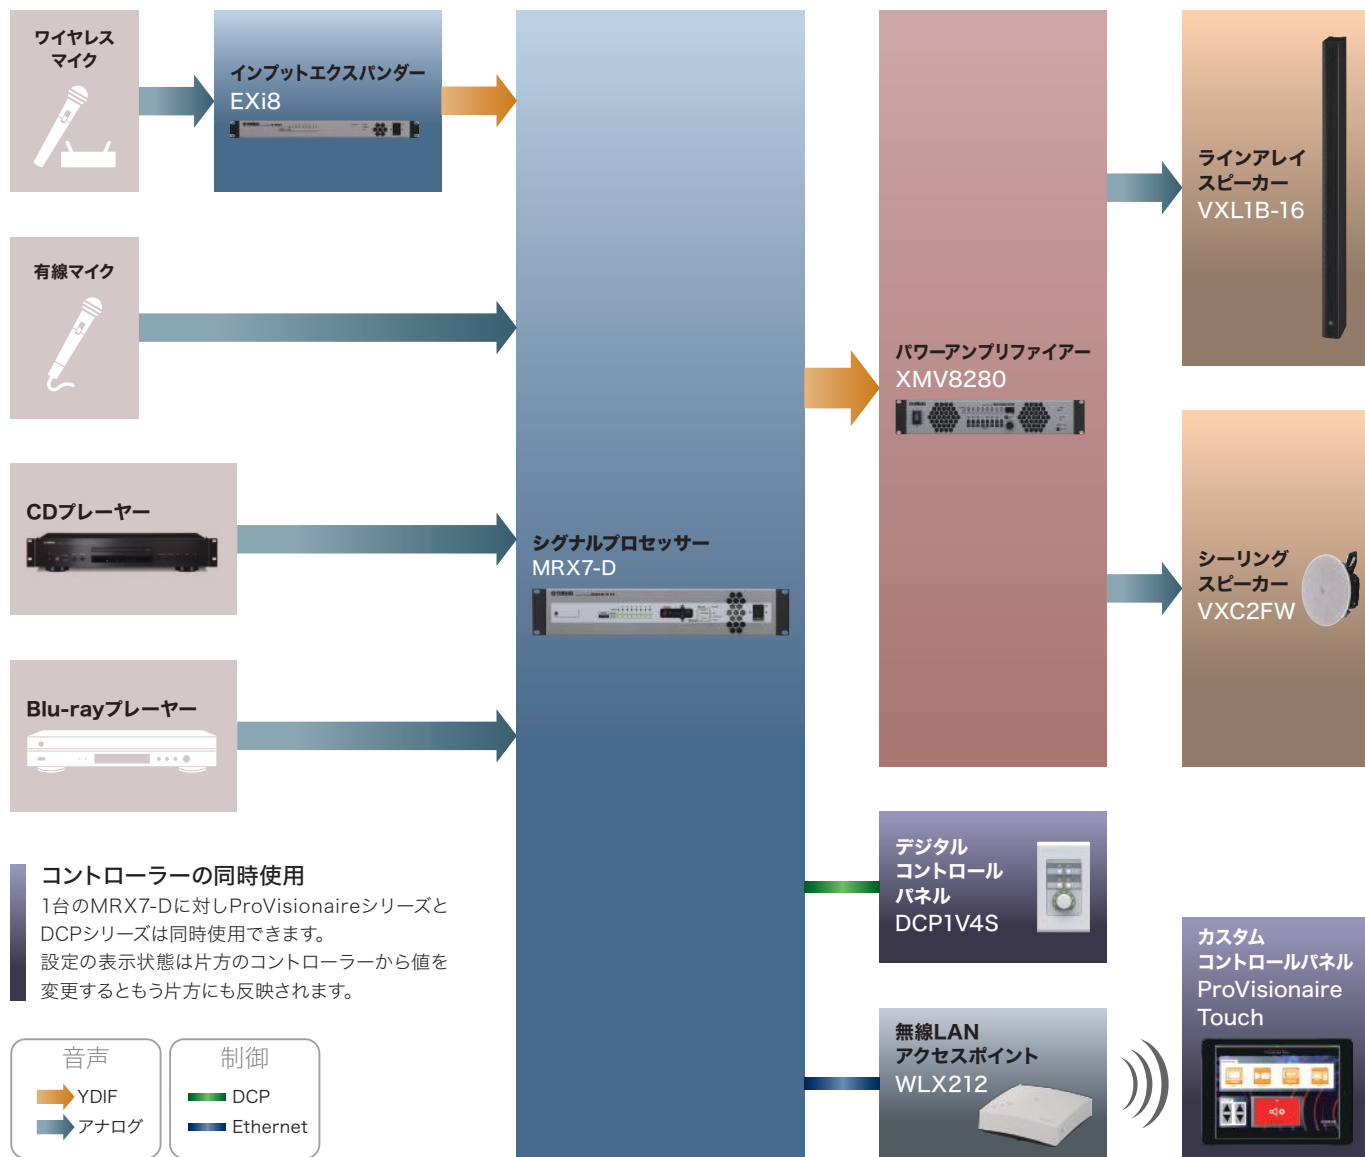 ワイヤレス
マイク
インプットエクスパンダー
EXi8
有線マイク
CDプレーヤー
Blu-rayプレーヤー
シグナルプロセッサー
MRX7-D
パワーアンプリファイアー
XMV8280
ラインアレイ
スピーカー
VXL1B-16
シーリング
スピーカー
VXC2FW
デジタル
コントロール
パネル
DCP1V4S
無線LAN
アクセスポイント
WLX212
カスタム
コントロールパネル
ProVisionaire
Touch
コントローラーの同時使用
1台のMRX7-Dに対しProVisionaireシリーズと
DCPシリーズは同時使用できます。
設定の表示状態は片方のコントローラーから値を
変更するともう片方にも反映されます。
音声
YDIF
アナログ
制御
DCP
Ethernet